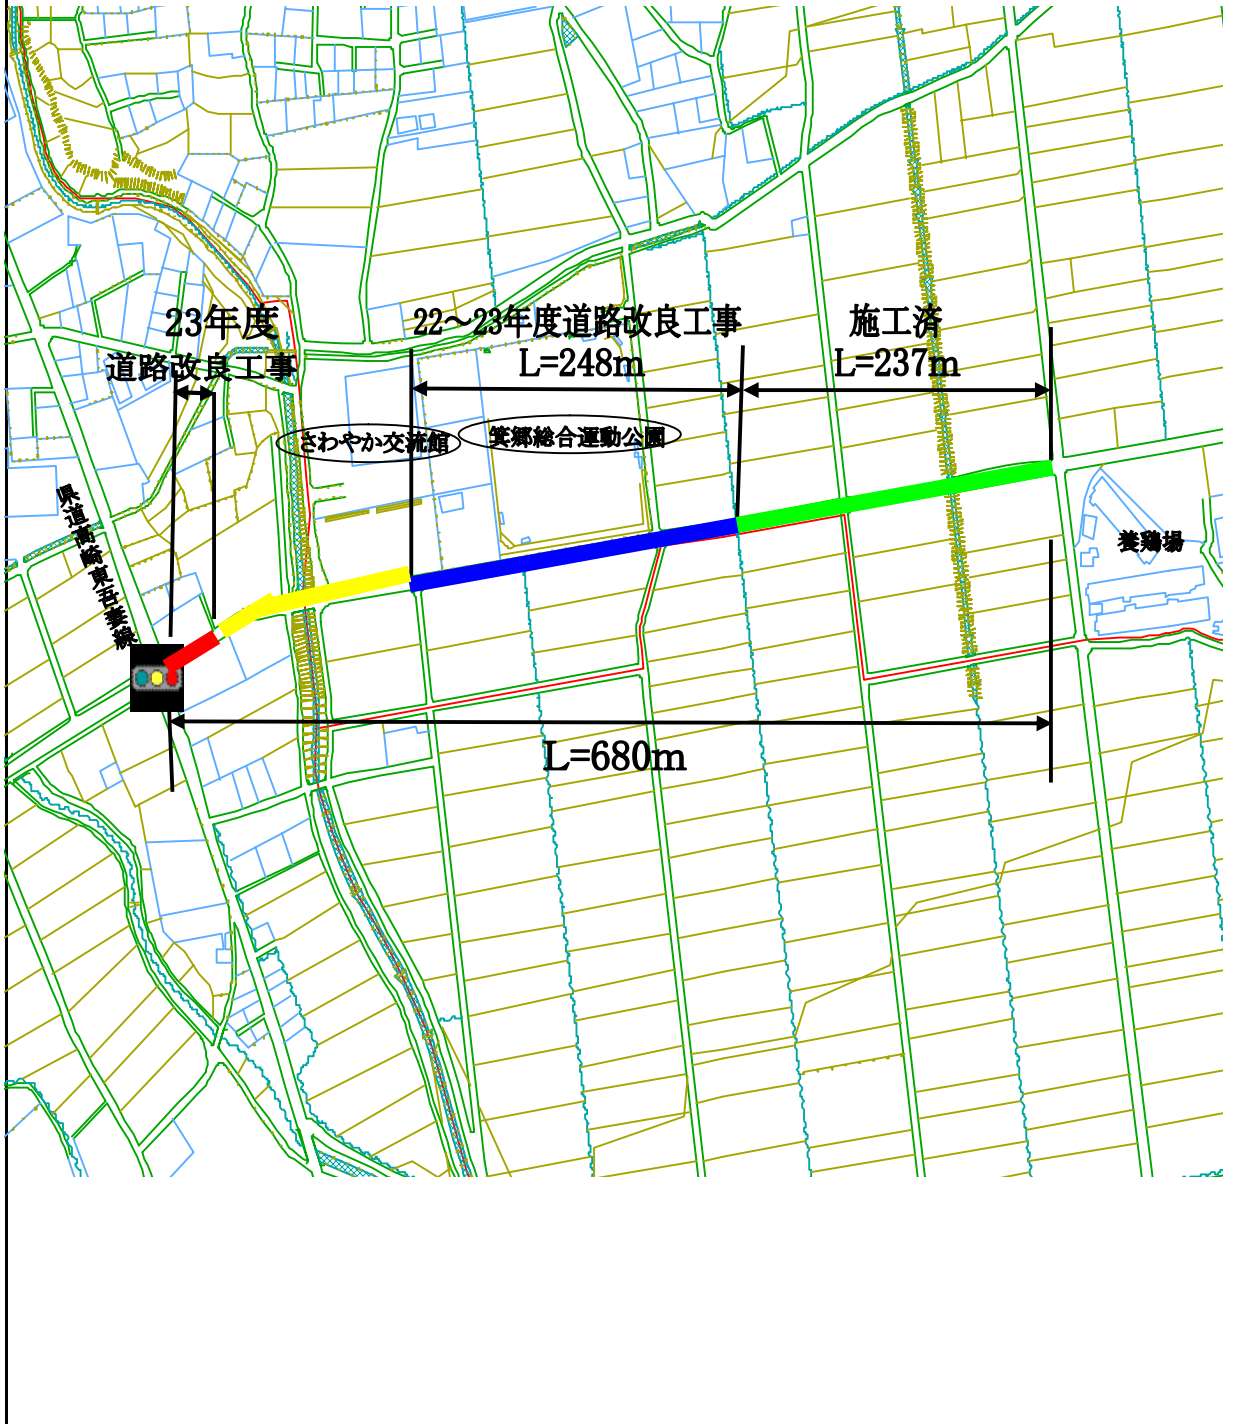 23年度
道路改良工事
22～23年度道路改良工事
L=248m
施工済
L=237m
さわやか交流館
箕郷総合運動公園
県道高崎東吾妻線
養鶏場
L=680m